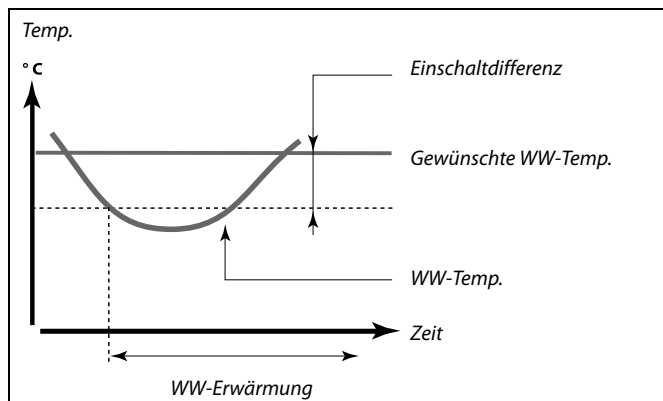 Temp.
°C
Einschaltdifferenz
Gewünschte WW-Temp.
WW-Temp.
Zeit
WW-Erwärmung